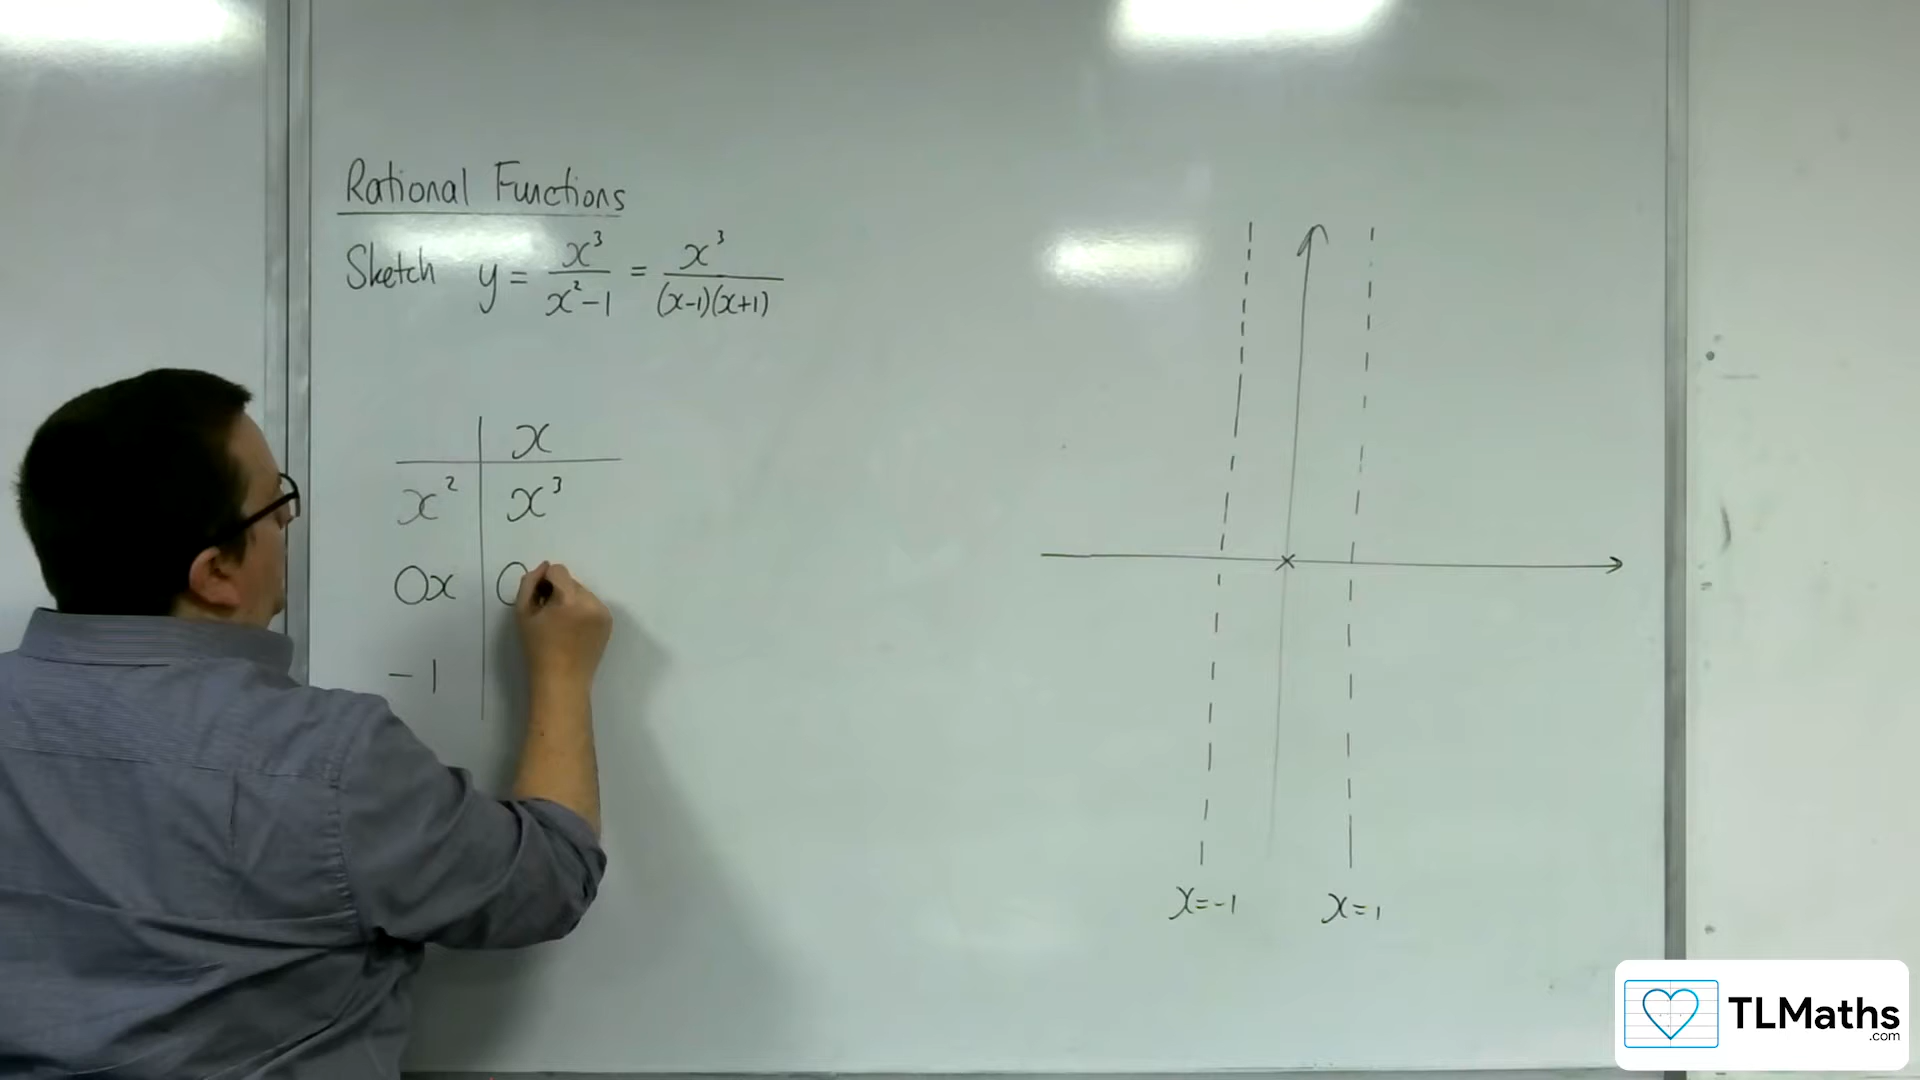 Rational Functions
Sketch y = x³/(x²-1) = x³/((x-1)(x+1))
x
x² x³
0x 0
-1
x=-1 x=1
TLMaths
.com